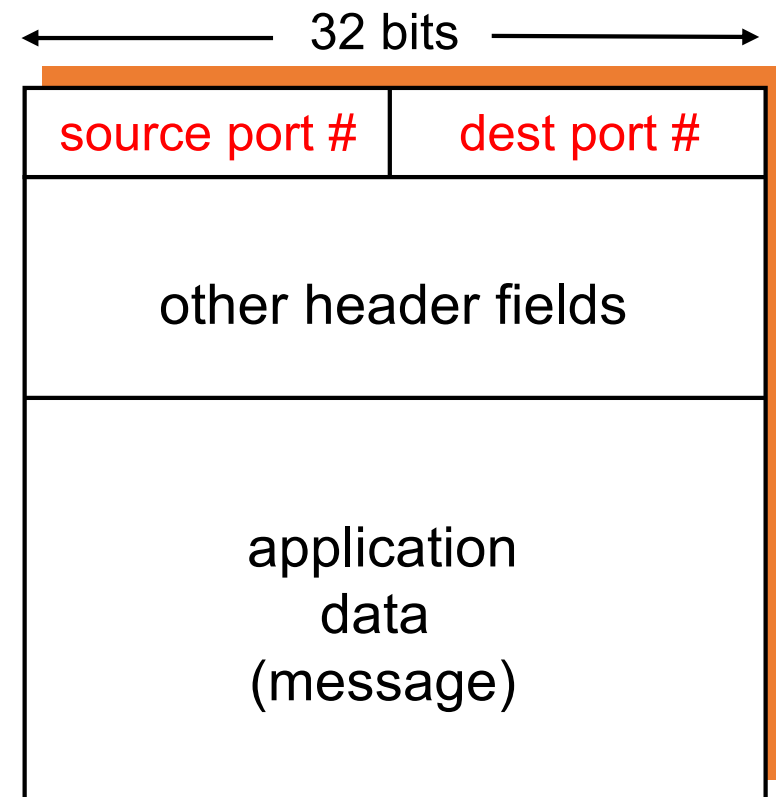 32 bits
source port # dest port #
other header fields
application
data
(message)